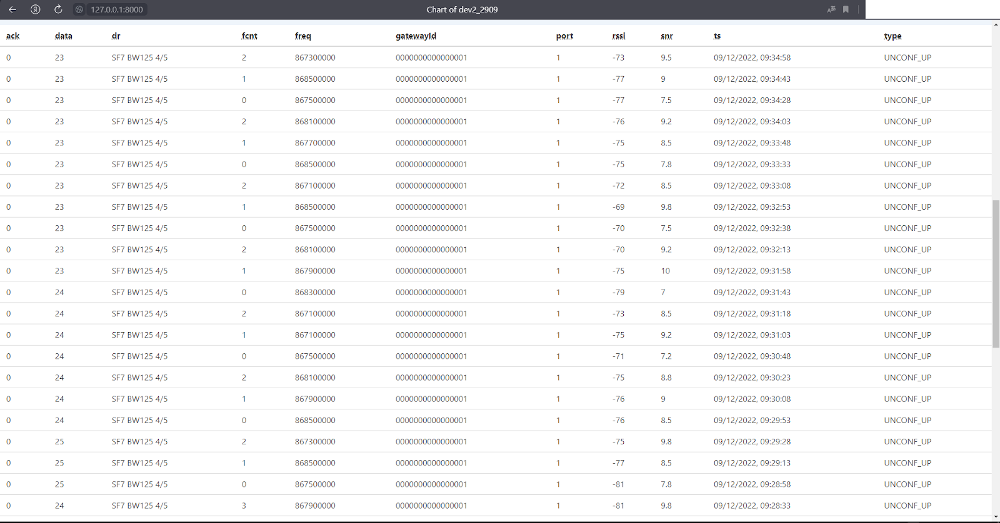 127.0.0.1:8000 Chart of dev2_2909
ack data dr fcnt freq gatewayId port rssi snr ts type
0 23 SF7 BW125 4/5 2 867300000 0000000000000001 1 -73 9.5 09/12/2022, 09:34:58 UNCONF_UP
0 23 SF7 BW125 4/5 1 868500000 0000000000000001 1 -77 9 09/12/2022, 09:34:43 UNCONF_UP
0 23 SF7 BW125 4/5 0 867500000 0000000000000001 1 -77 7.5 09/12/2022, 09:34:28 UNCONF_UP
0 23 SF7 BW125 4/5 2 868100000 0000000000000001 1 -76 9.2 09/12/2022, 09:34:03 UNCONF_UP
0 23 SF7 BW125 4/5 1 867700000 0000000000000001 1 -75 8.5 09/12/2022, 09:33:48 UNCONF_UP
0 23 SF7 BW125 4/5 0 868500000 0000000000000001 1 -75 7.8 09/12/2022, 09:33:33 UNCONF_UP
0 23 SF7 BW125 4/5 2 867100000 0000000000000001 1 -72 8.5 09/12/2022, 09:33:08 UNCONF_UP
0 23 SF7 BW125 4/5 1 868500000 0000000000000001 1 -69 9.8 09/12/2022, 09:32:53 UNCONF_UP
0 23 SF7 BW125 4/5 0 867500000 0000000000000001 1 -70 7.5 09/12/2022, 09:32:38 UNCONF_UP
0 23 SF7 BW125 4/5 2 868100000 0000000000000001 1 -70 9.2 09/12/2022, 09:32:13 UNCONF_UP
0 23 SF7 BW125 4/5 1 867900000 0000000000000001 1 -75 10 09/12/2022, 09:31:58 UNCONF_UP
0 24 SF7 BW125 4/5 0 868300000 0000000000000001 1 -79 7 09/12/2022, 09:31:43 UNCONF_UP
0 24 SF7 BW125 4/5 2 867100000 0000000000000001 1 -73 8.5 09/12/2022, 09:31:18 UNCONF_UP
0 24 SF7 BW125 4/5 1 867100000 0000000000000001 1 -75 9.2 09/12/2022, 09:31:03 UNCONF_UP
0 24 SF7 BW125 4/5 0 867500000 0000000000000001 1 -71 7.2 09/12/2022, 09:30:48 UNCONF_UP
0 24 SF7 BW125 4/5 2 868100000 0000000000000001 1 -75 8.8 09/12/2022, 09:30:23 UNCONF_UP
0 24 SF7 BW125 4/5 1 867900000 0000000000000001 1 -76 9 09/12/2022, 09:30:08 UNCONF_UP
0 24 SF7 BW125 4/5 0 868500000 0000000000000001 1 -76 8.5 09/12/2022, 09:29:53 UNCONF_UP
0 25 SF7 BW125 4/5 2 867300000 0000000000000001 1 -75 9.8 09/12/2022, 09:29:28 UNCONF_UP
0 25 SF7 BW125 4/5 1 868500000 0000000000000001 1 -77 8.5 09/12/2022, 09:29:13 UNCONF_UP
0 25 SF7 BW125 4/5 0 867500000 0000000000000001 1 -81 7.8 09/12/2022, 09:28:58 UNCONF_UP
0 24 SF7 BW125 4/5 3 867900000 0000000000000001 1 -81 9.8 09/12/2022, 09:28:33 UNCONF_UP